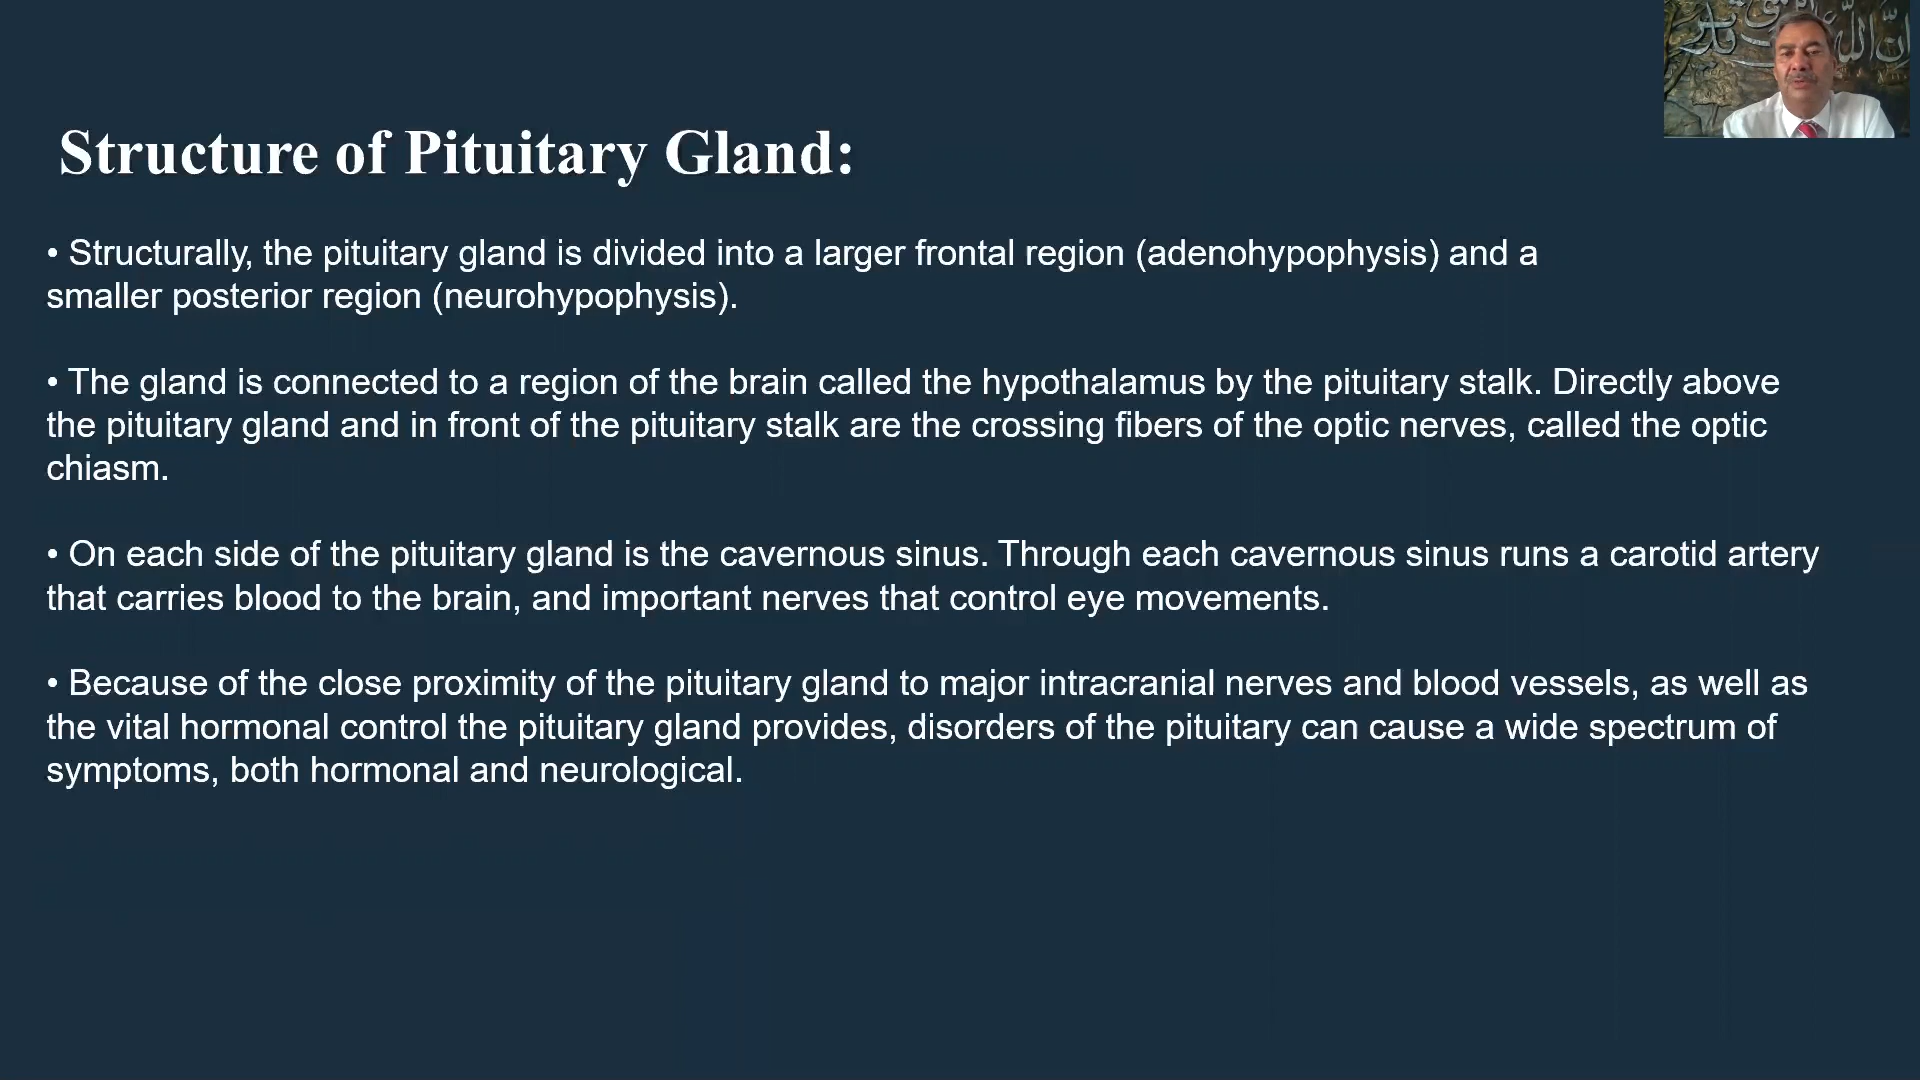 Structure of Pituitary Gland:
• Structurally, the pituitary gland is divided into a larger frontal region (adenohypophysis) and a
smaller posterior region (neurohypophysis).
• The gland is connected to a region of the brain called the hypothalamus by the pituitary stalk. Directly above
the pituitary gland and in front of the pituitary stalk are the crossing fibers of the optic nerves, called the optic
chiasm.
• On each side of the pituitary gland is the cavernous sinus. Through each cavernous sinus runs a carotid artery
that carries blood to the brain, and important nerves that control eye movements.
• Because of the close proximity of the pituitary gland to major intracranial nerves and blood vessels, as well as
the vital hormonal control the pituitary gland provides, disorders of the pituitary can cause a wide spectrum of
symptoms, both hormonal and neurological.